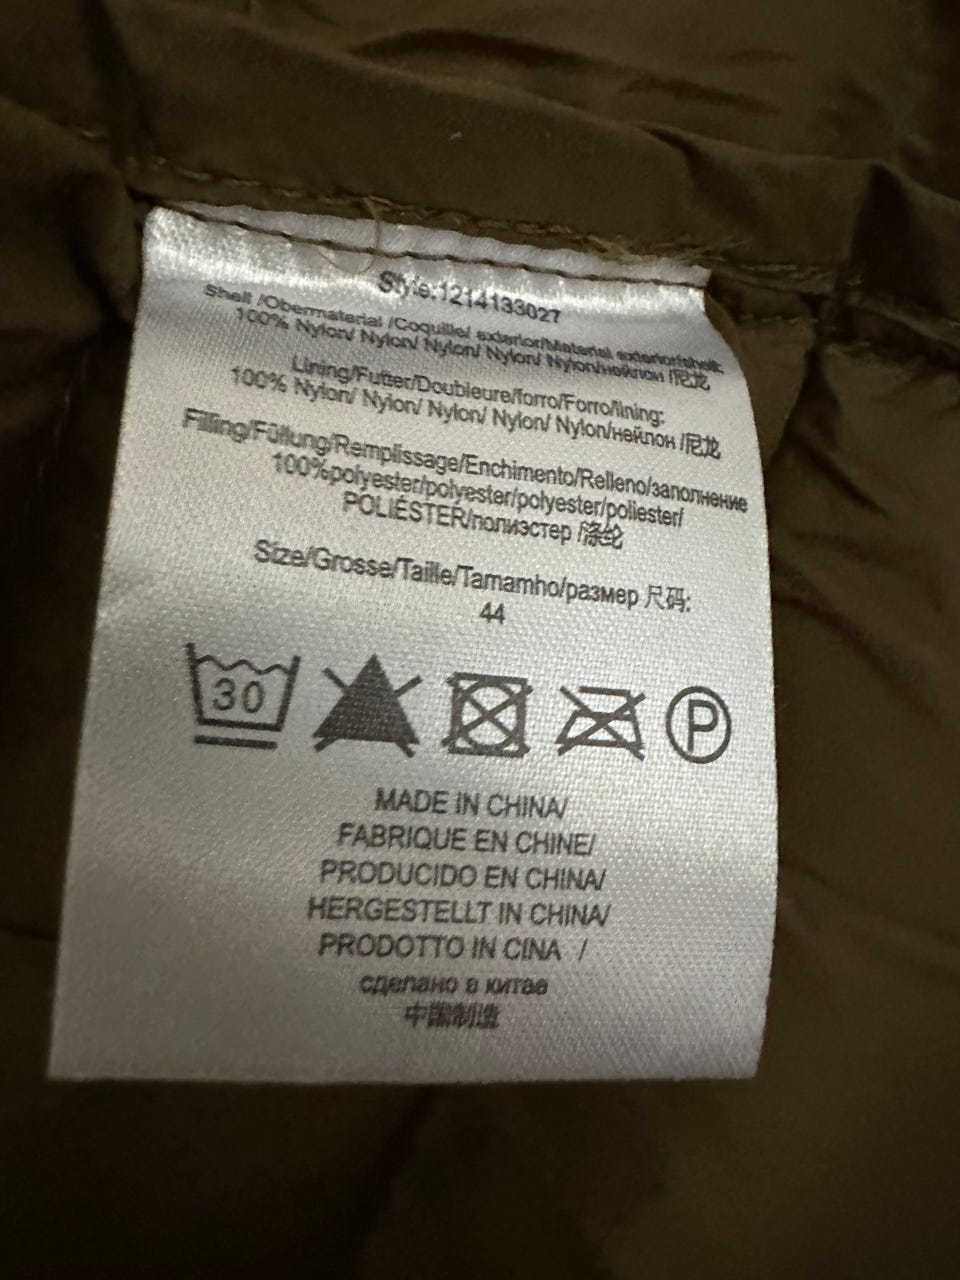 Style:1214133027
Shell /Obermaterial /Coquille/ exterior/Material exterior/shell:
100% Nylon/ Nylon/ Nylon/ Nylon/ Nylon/нейлон /尼龙
Lining/Futter/Doubleure/forro/Forro/lining:
100% Nylon/ Nylon/ Nylon/ Nylon/ Nylon/нейлон /尼龙
Filling/Füllung/Remplissage/Enchimento/Relleno/заполнение
100%polyester/polyester/polyester/poliester/
POLIÉSTER/полиэстер /涤纶
Size/Grosse/Taille/Tamamho/размер 尺码:
44
30 P
MADE IN CHINA/
FABRIQUE EN CHINE/
PRODUCIDO EN CHINA/
HERGESTELLT IN CHINA/
PRODOTTO IN CINA /
сделано в китае
中國制造